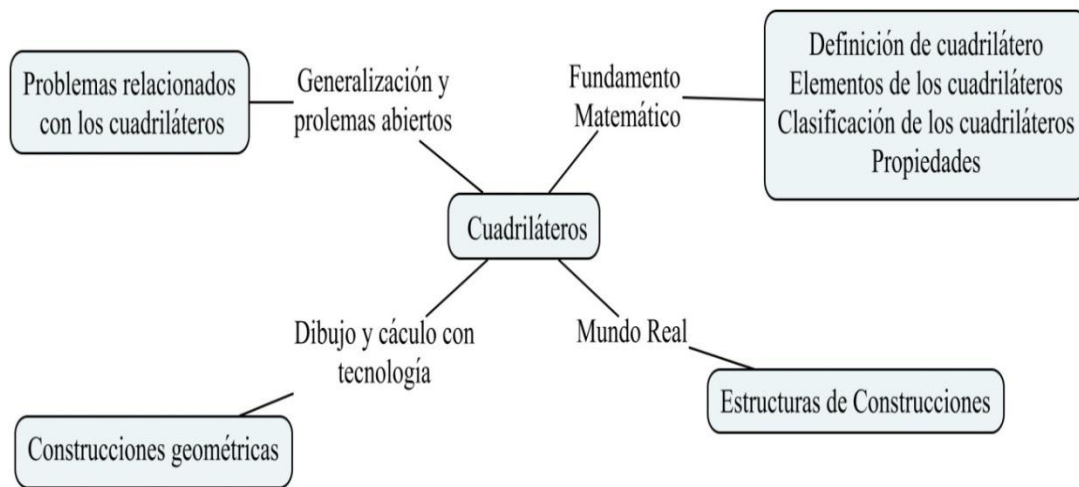 Problemas relacionados
con los cuadriláteros
Generalización y
prolemas abiertos
Fundamento
Matemático
Definición de cuadrilátero
Elementos de los cuadriláteros
Clasificación de los cuadriláteros
Propiedades
Cuadriláteros
Dibujo y cáculo con
tecnología
Mundo Real
Construcciones geométricas
Estructuras de Construcciones